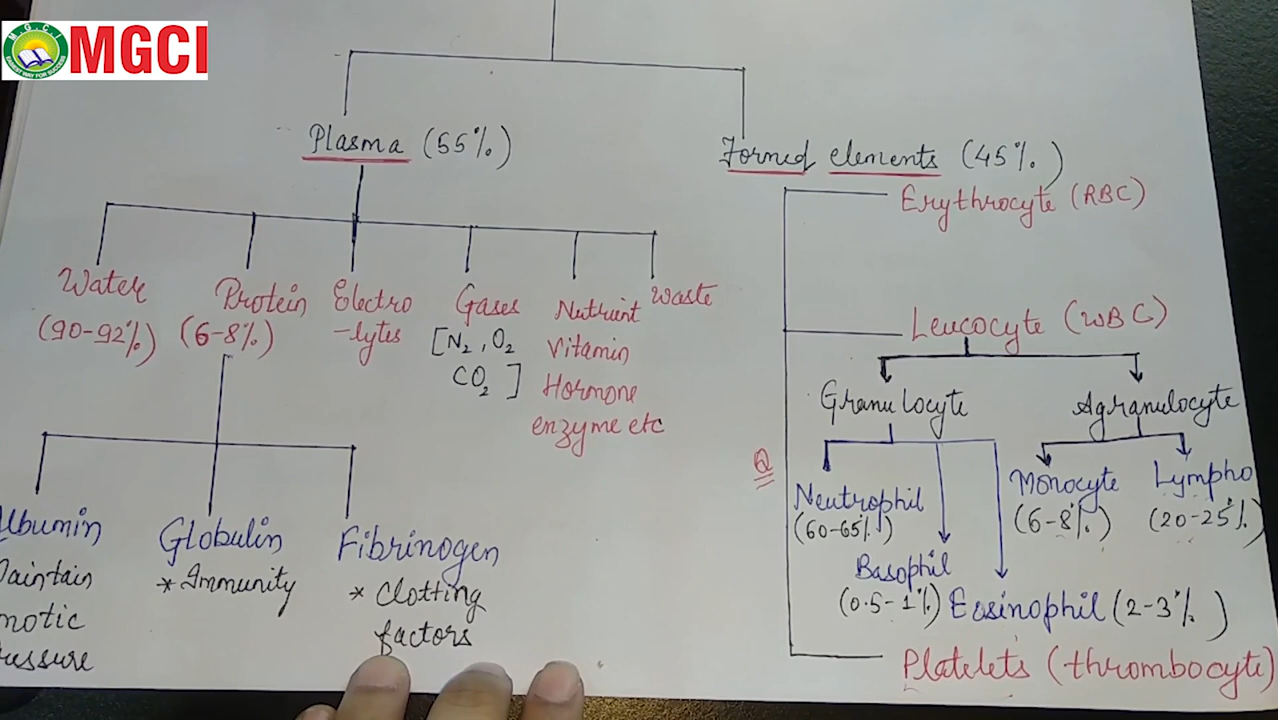 M.G.C.I
MGCI
Plasma (55%)
Formed elements (45%)
Erythrocyte (RBC)
Water
(90-92%)
Protein
(6-8%)
Electro
-lytes
Gases
[N₂, O₂
CO₂]
Nutrient
Vitamin
Hormone
enzyme etc
Waste
Leucocyte (WBC)
Granulocyte
Agranulocyte
Q
Neutrophil
(60-65%)
Basophil
(0.5-1%)
Eosinophil (2-3%)
Monocyte
(6-8%)
Lympho
(20-25%)
lbumin
aintain
motic
ressure
Globulin
* Immunity
Fibrinogen
* Clotting
factors
Platelets (thrombocyte)